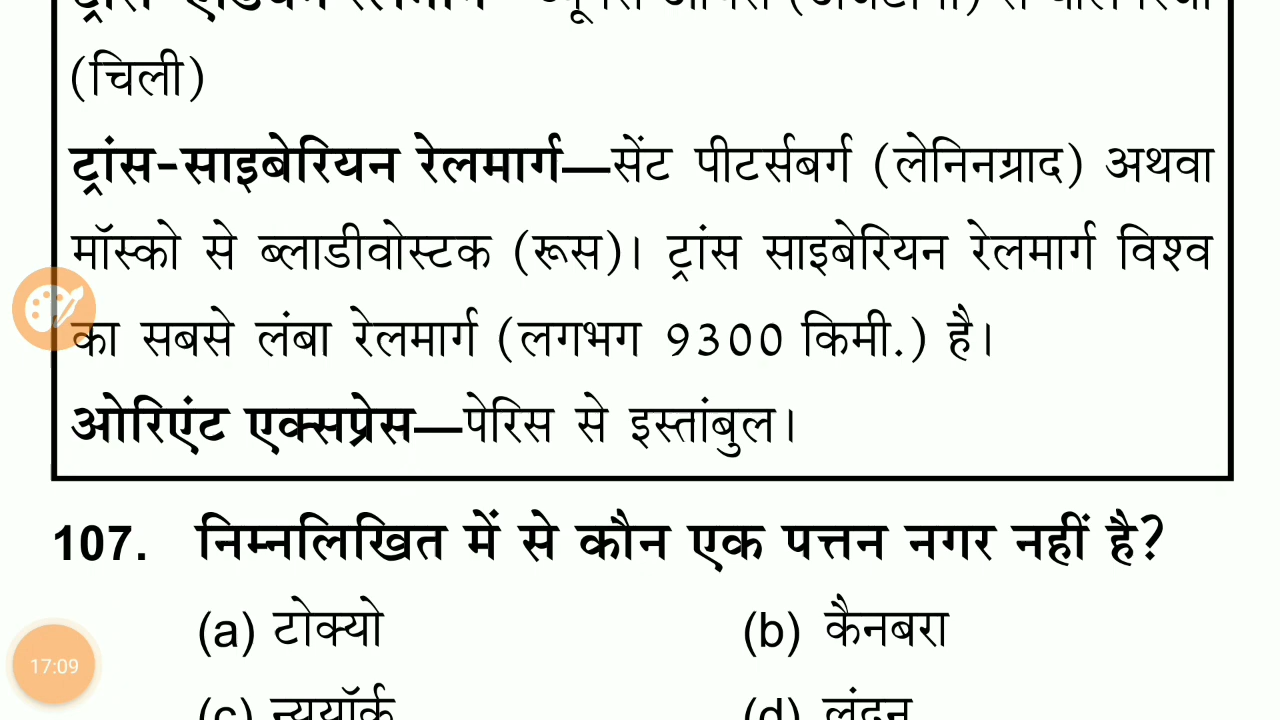 (चिली)
ट्रांस-साइबेरियन रेलमार्ग—सेंट पीटर्सबर्ग (लेनिनग्राद) अथवा
मॉस्को से ब्लाडीवोस्टक (रूस)। ट्रांस साइबेरियन रेलमार्ग विश्व
का सबसे लंबा रेलमार्ग (लगभग 9300 किमी.) है।
ओरिएंट एक्सप्रेस—पेरिस से इस्तांबुल।
107. निम्नलिखित में से कौन एक पत्तन नगर नहीं है?
(a) टोक्यो (b) कैनबरा
(c) न्यूयॉर्क (d) लंदन
17:09